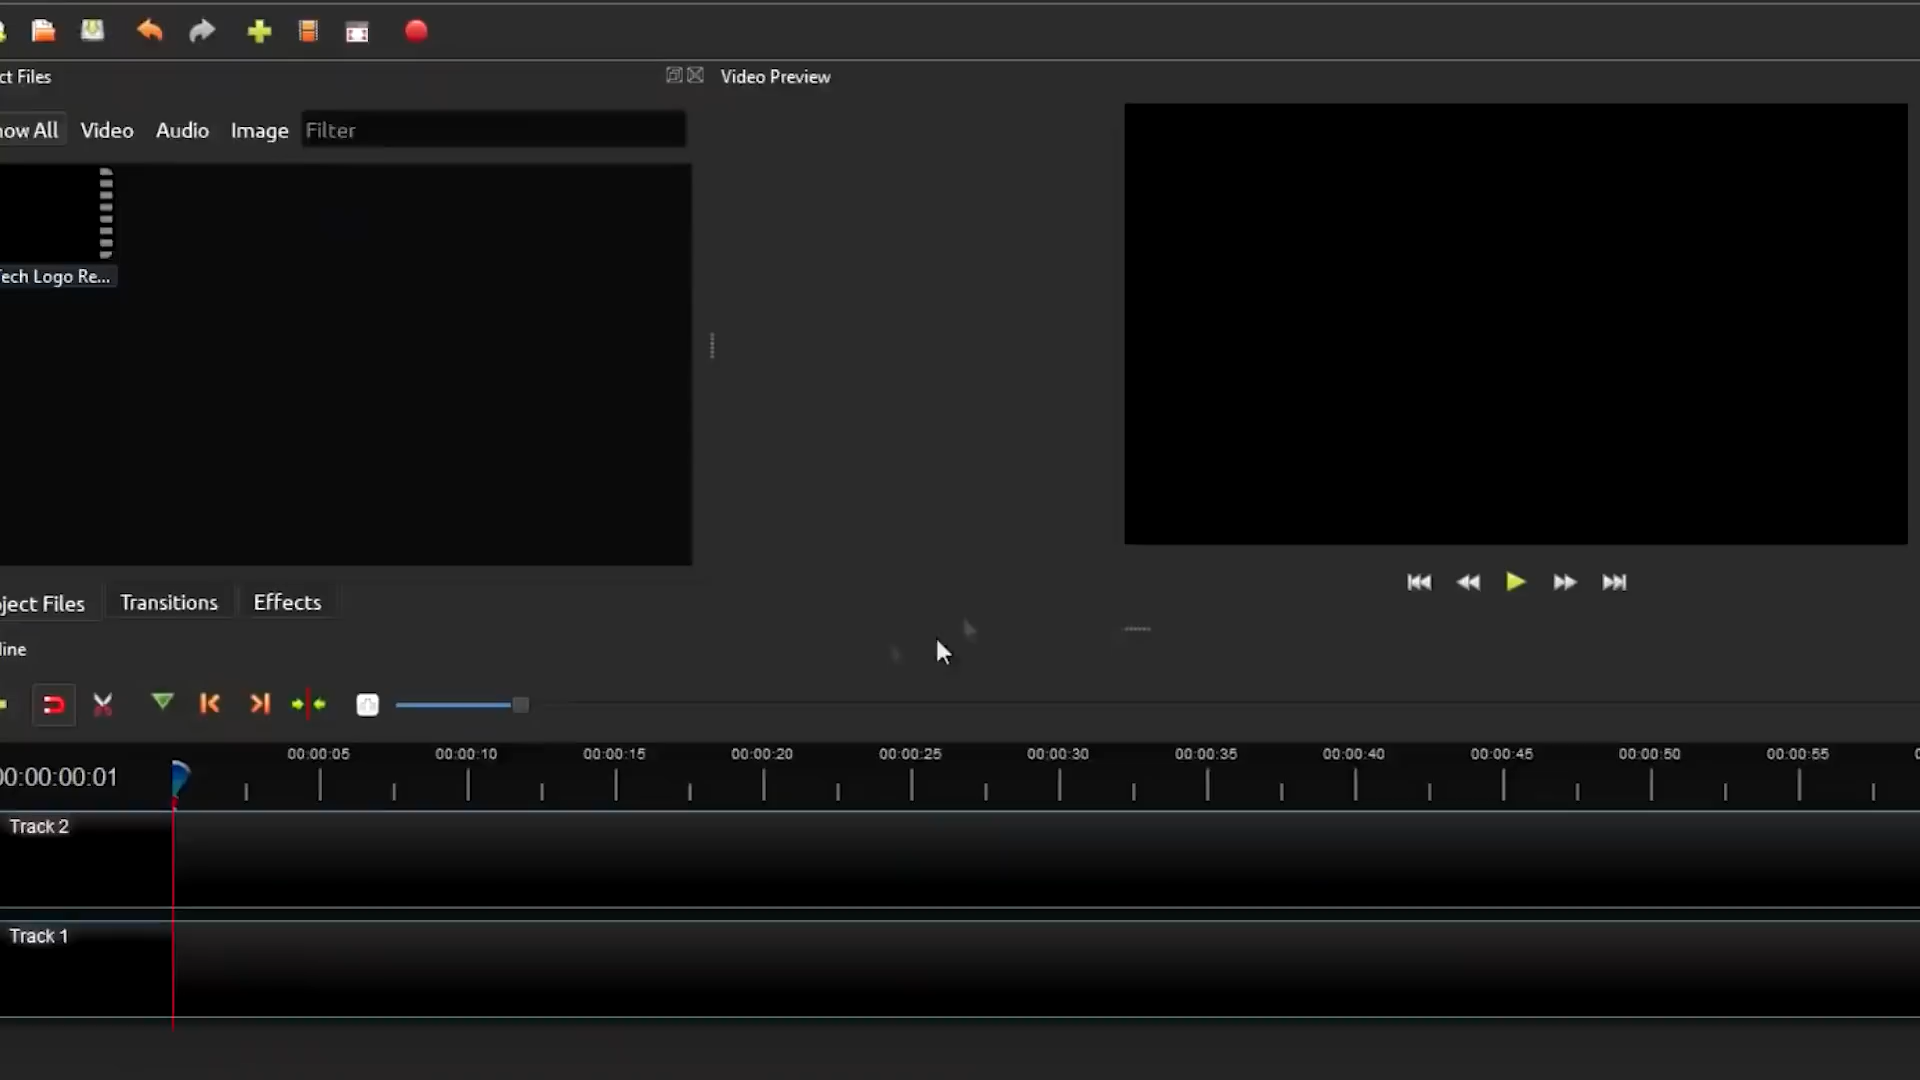 ct Files
Video Preview
how All Video Audio Image Filter
Tech Logo Re...
ject Files Transitions Effects
line
00:00:05 00:00:10 00:00:15 00:00:20 00:00:25 00:00:30 00:00:35 00:00:40 00:00:45 00:00:50 00:00:55
00:00:00:01
Track 2
Track 1